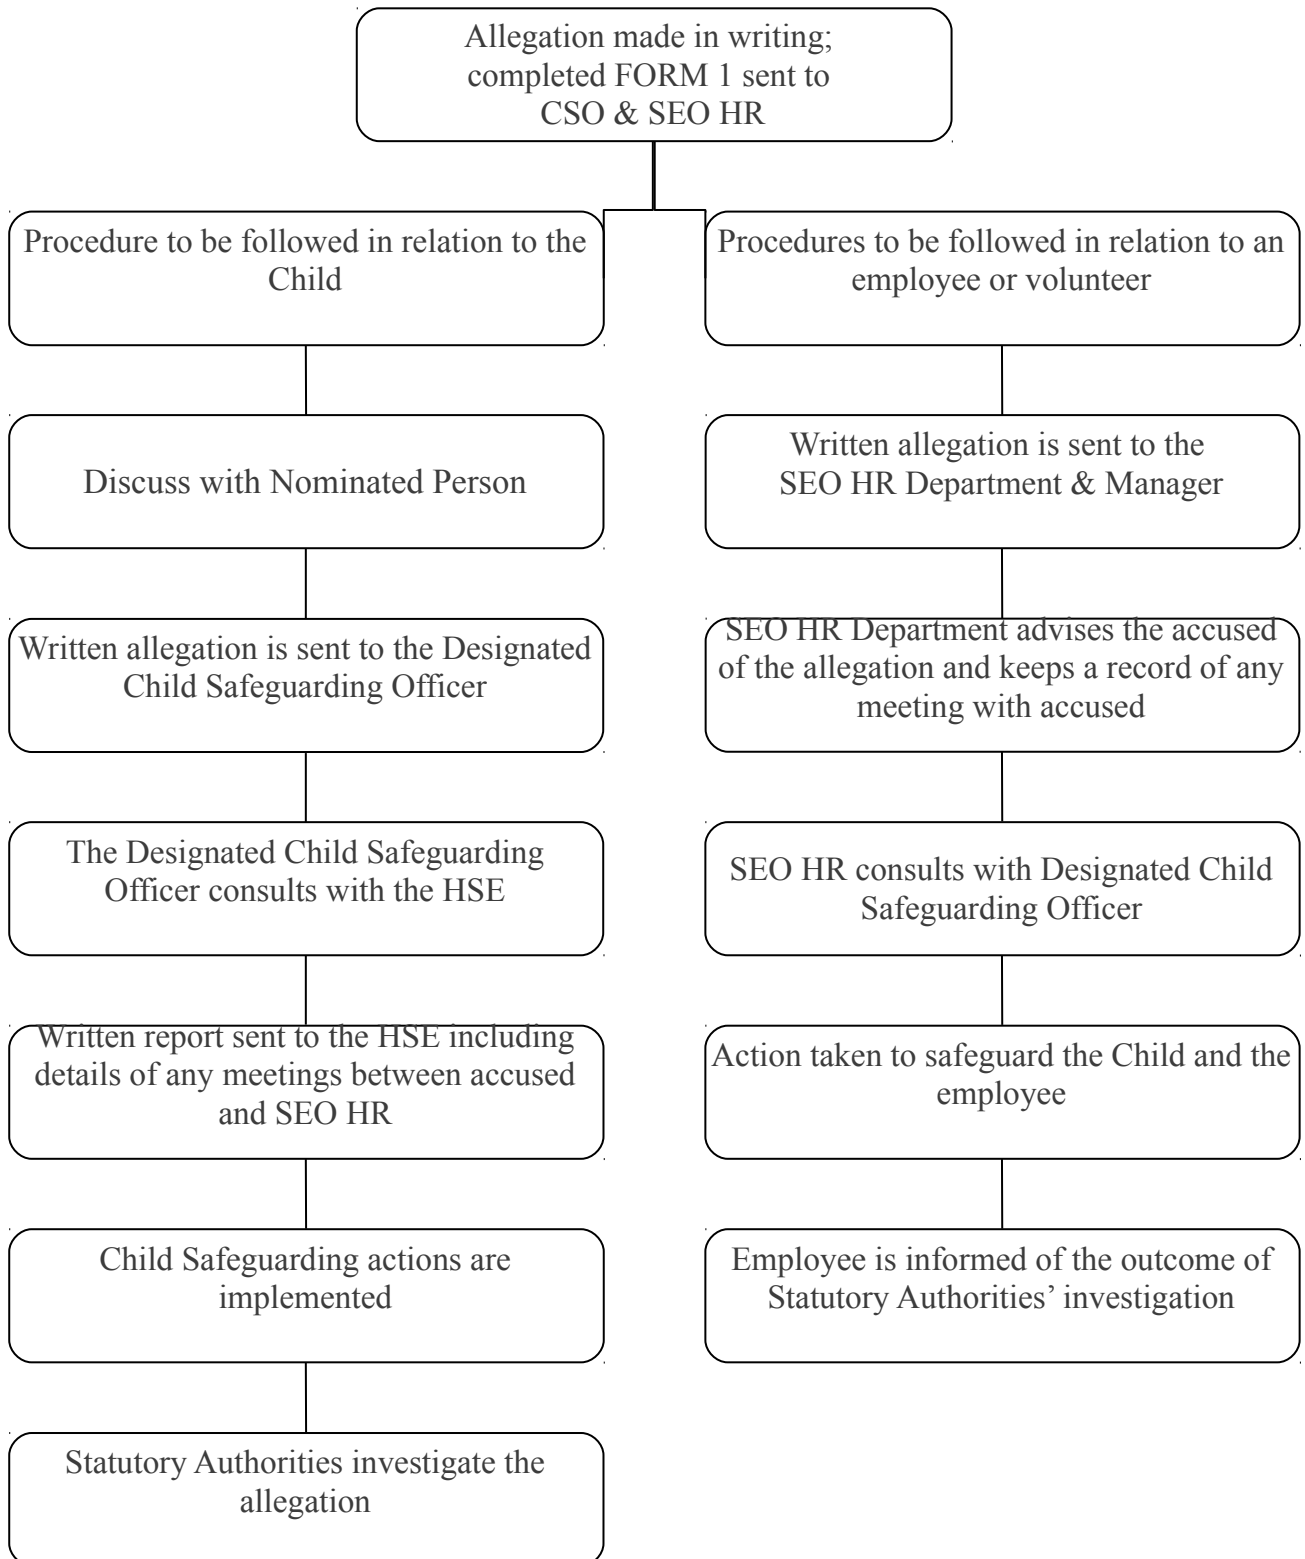 Allegation made in writing;
completed FORM 1 sent to
CSO & SEO HR
Procedure to be followed in relation to the
Child
Procedures to be followed in relation to an
employee or volunteer
Discuss with Nominated Person
Written allegation is sent to the
SEO HR Department & Manager
Written allegation is sent to the Designated
Child Safeguarding Officer
SEO HR Department advises the accused
of the allegation and keeps a record of any
meeting with accused
The Designated Child Safeguarding
Officer consults with the HSE
SEO HR consults with Designated Child
Safeguarding Officer
Written report sent to the HSE including
details of any meetings between accused
and SEO HR
Action taken to safeguard the Child and the
employee
Child Safeguarding actions are
implemented
Employee is informed of the outcome of
Statutory Authorities’ investigation
Statutory Authorities investigate the
allegation